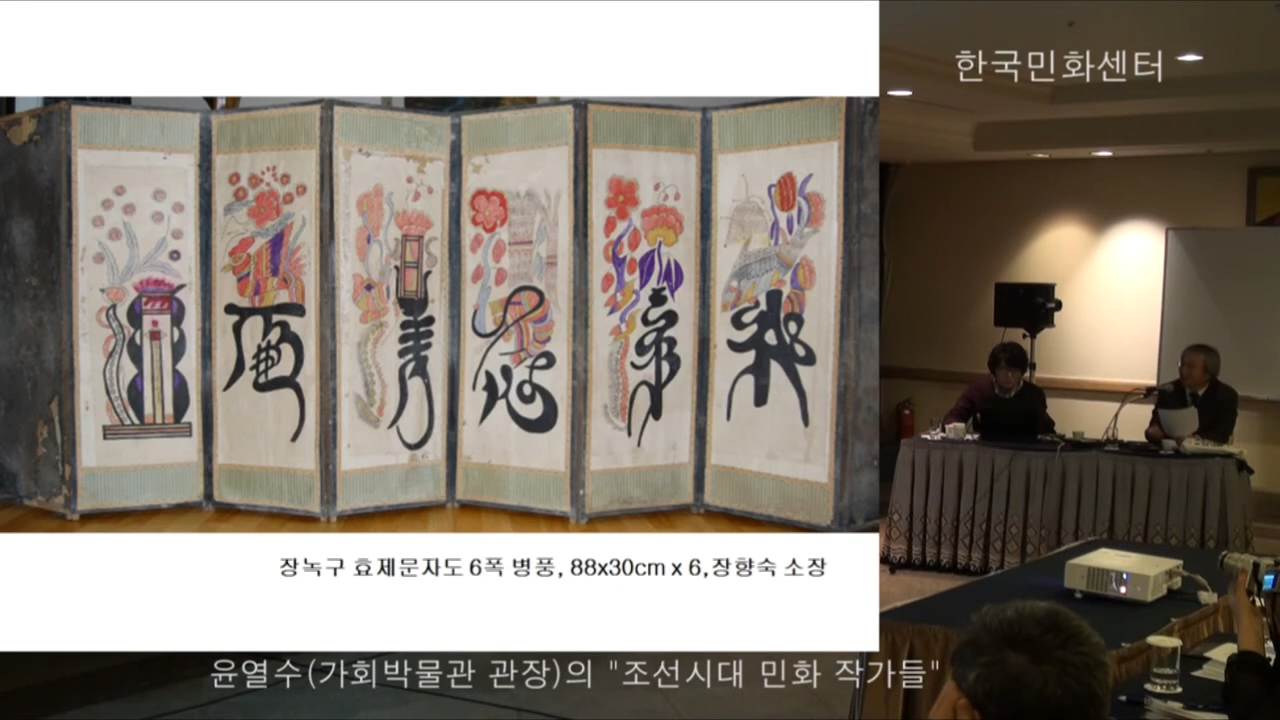 한국민화센터
장녹구 효제문자도 6폭 병풍, 88x30cm x 6,장향숙 소장
윤열수(가회박물관 관장)의 "조선시대 민화 작가들"